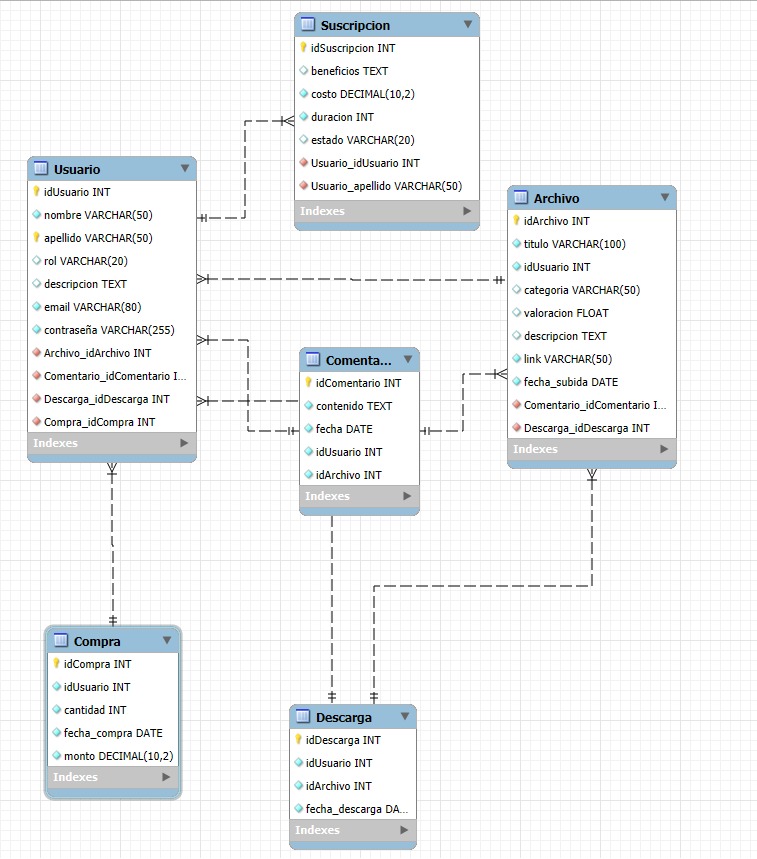 Suscripcion
idSuscripcion INT
beneficios TEXT
costo DECIMAL(10,2)
duracion INT
estado VARCHAR(20)
Usuario_idUsuario INT
Usuario_apellido VARCHAR(50)
Indexes
Usuario
idUsuario INT
nombre VARCHAR(50)
apellido VARCHAR(50)
rol VARCHAR(20)
descripcion TEXT
email VARCHAR(80)
contraseña VARCHAR(255)
Archivo_idArchivo INT
Comentario_idComentario I...
Descarga_idDescarga INT
Compra_idCompra INT
Indexes
Archivo
idArchivo INT
titulo VARCHAR(100)
idUsuario INT
categoria VARCHAR(50)
valoracion FLOAT
descripcion TEXT
link VARCHAR(50)
fecha_subida DATE
Comentario_idComentario I...
Descarga_idDescarga INT
Indexes
Comenta...
idComentario INT
contenido TEXT
fecha DATE
idUsuario INT
idArchivo INT
Indexes
Compra
idCompra INT
idUsuario INT
cantidad INT
fecha_compra DATE
monto DECIMAL(10,2)
Indexes
Descarga
idDescarga INT
idUsuario INT
idArchivo INT
fecha_descarga DA...
Indexes